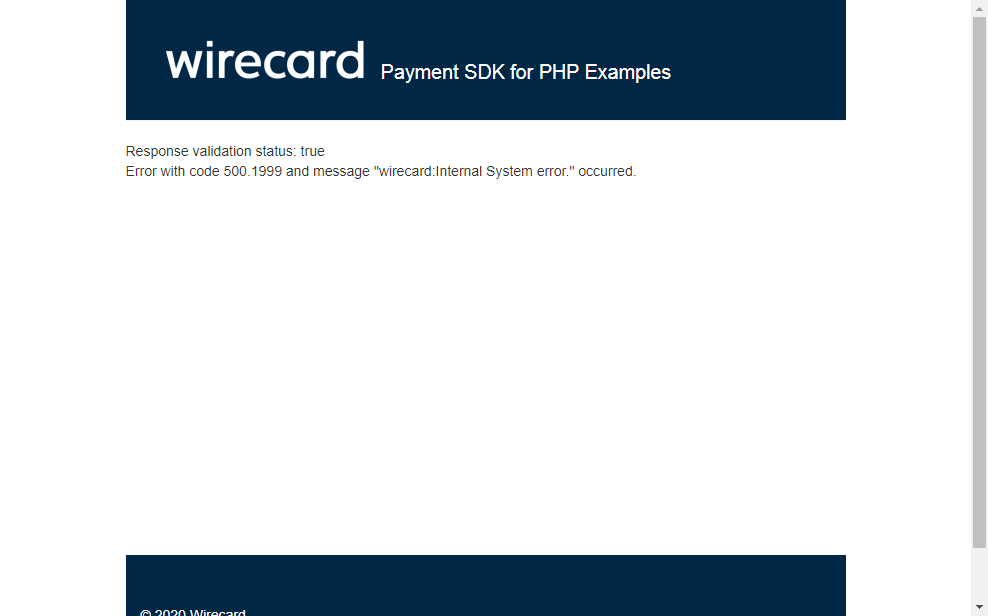 wirecard Payment SDK for PHP Examples
Response validation status: true
Error with code 500.1999 and message "wirecard:Internal System error." occurred.
© 2020 Wirecard